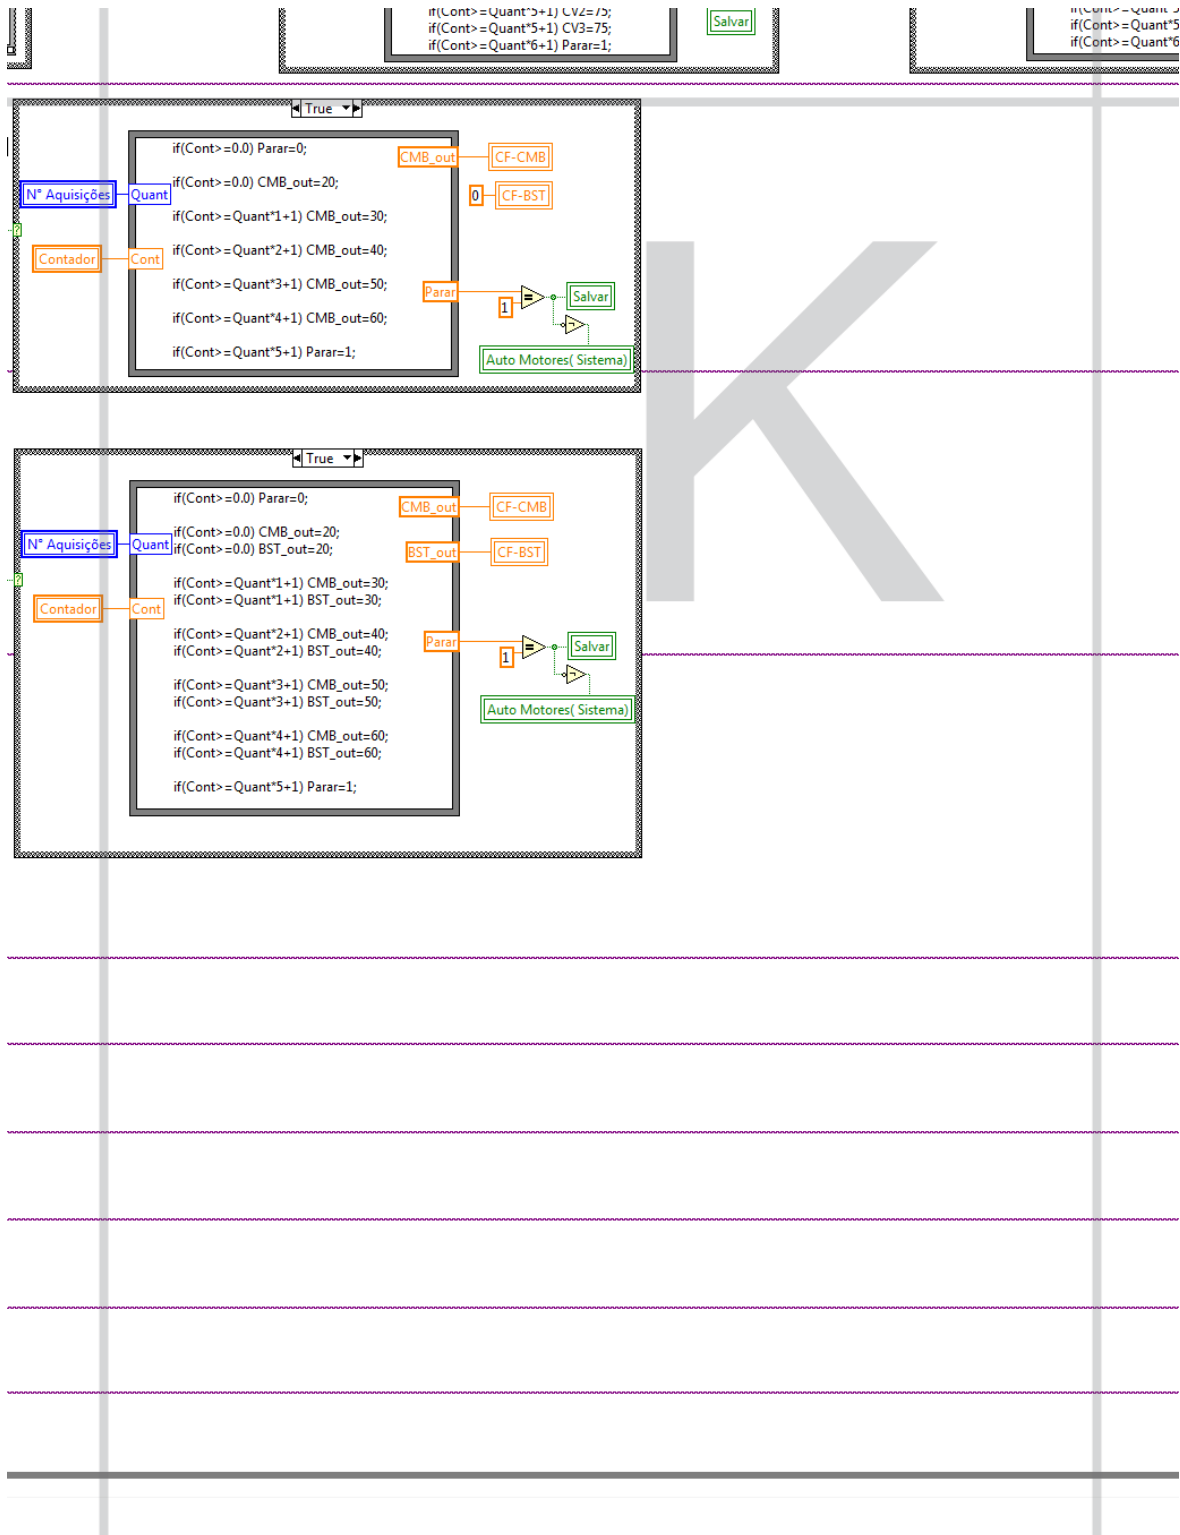 if(Cont>=Quant*5+1) CV2=75;
if(Cont>=Quant*5+1) CV3=75;
if(Cont>=Quant*6+1) Parar=1;
Salvar
if(Cont>=Quant*5
if(Cont>=Quant*6
True
if(Cont>=0.0) Parar=0;
if(Cont>=0.0) CMB_out=20;
if(Cont>=Quant*1+1) CMB_out=30;
if(Cont>=Quant*2+1) CMB_out=40;
if(Cont>=Quant*3+1) CMB_out=50;
if(Cont>=Quant*4+1) CMB_out=60;
if(Cont>=Quant*5+1) Parar=1;
N° Aquisições
Quant
Contador
Cont
?
CMB_out
CF-CMB
0
CF-BST
Parar
1
=
Salvar
Auto Motores( Sistema)
K
True
if(Cont>=0.0) Parar=0;
if(Cont>=0.0) CMB_out=20;
if(Cont>=0.0) BST_out=20;
if(Cont>=Quant*1+1) CMB_out=30;
if(Cont>=Quant*1+1) BST_out=30;
if(Cont>=Quant*2+1) CMB_out=40;
if(Cont>=Quant*2+1) BST_out=40;
if(Cont>=Quant*3+1) CMB_out=50;
if(Cont>=Quant*3+1) BST_out=50;
if(Cont>=Quant*4+1) CMB_out=60;
if(Cont>=Quant*4+1) BST_out=60;
if(Cont>=Quant*5+1) Parar=1;
N° Aquisições
Quant
Contador
Cont
?
CMB_out
CF-CMB
BST_out
CF-BST
Parar
1
=
Salvar
Auto Motores( Sistema)